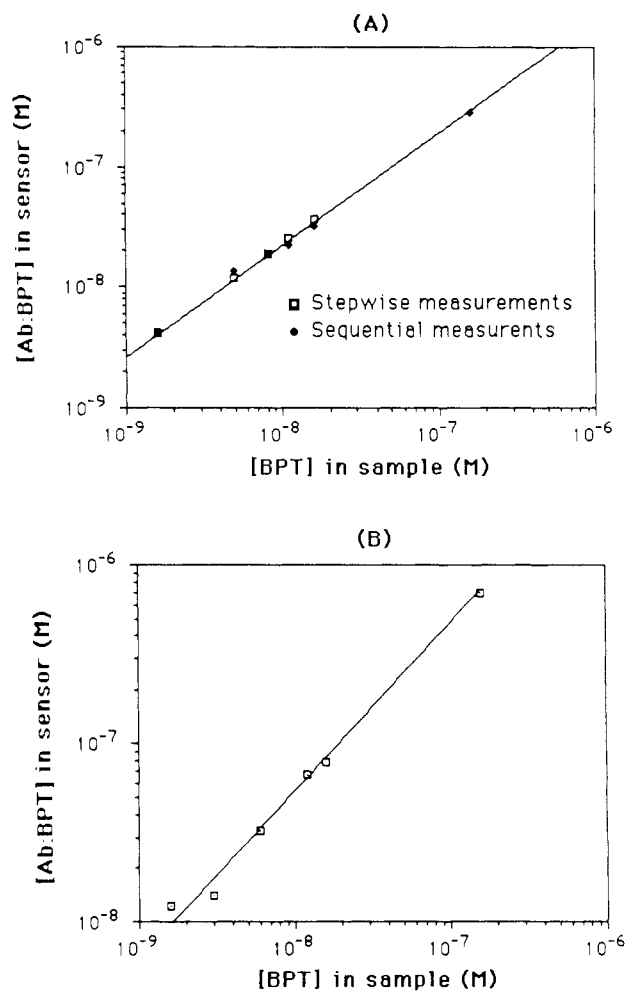 (A)
10⁻⁶
10⁻⁷
10⁻⁸
10⁻⁹
[Ab:BPT] in sensor (M)
Stepwise measurements
Sequential measurents
10⁻⁹ 10⁻⁸ 10⁻⁷ 10⁻⁶
[BPT] in sample (M)
(B)
10⁻⁶
10⁻⁷
10⁻⁸
[Ab:BPT] in sensor (M)
10⁻⁹ 10⁻⁸ 10⁻⁷ 10⁻⁶
[BPT] in sample (M)